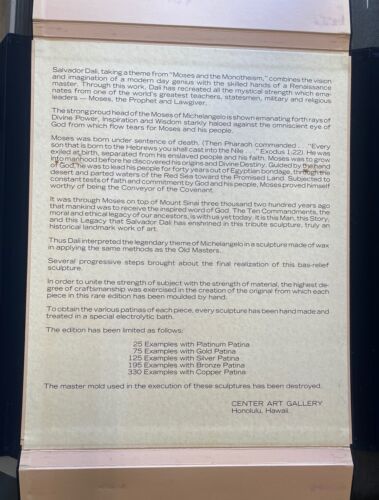 Salvador Dali, taking a theme from "Moses and the Monotheism," combines the vision
and imagination of a modern day genius with the skilled hands of a Renaissance
master. Through this work, Dali has recreated all the mystical strength which ema-
nates from one of the world's greatest teachers, statesmen, military and religious
leaders — Moses, the Prophet and Lawgiver.
The strong proud head of the Moses of Michelangelo is shown emanating forth rays of
Divine Power, Inspiration and Wisdom starkly haloed against the omniscient eye of
God from which flow tears for Moses and his people.
Moses was born under sentence of death. (Then Pharaoh commended . . . "Every
son that is born to the Hebrews you shall cast into the Nile . . . ." Exodus 1:22). He was
exiled at birth, separated from his enslaved people and his faith. Moses was to grow
into manhood before he discovered his origins and Divine Destiny. Guided by the hand
of God, he was to lead his people for forty years out of Egyptian bondage, through the
desert and parted waters of the Red Sea toward the Promised Land. Subjected to
constant tests of faith and commitment by God and his people, Moses proved himself
worthy of being the Conveyor of the Covenant.
It was through Moses on top of Mount Sinai three thousand two hundred years ago
that mankind was to receive the inspired word of God. The Ten Commandments, the
moral and ethical legacy of our ancestors, is with us yet today. It is this Man, this Story,
and this Legacy that Salvador Dali has enshrined in this tribute sculpture, truly an
historical landmark work of art.
Thus Dali interpreted the legendary theme of Michelangelo in a sculpture made of wax
in applying the same methods as the Old Masters.
Several progressive steps brought about the final realization of this bas-relief
sculpture.
In order to unite the strength of subject with the strength of material, the highest de-
gree of craftsmanship was exercised in the creation of the original from which each
piece in this rare edition has been moulded by hand.
To obtain the various patinas of each piece, every sculpture has been hand made and
treated in a special electrolytic bath.
The edition has been limited as follows:
25 Examples with Platinum Patina
75 Examples with Gold Patina
125 Examples with Silver Patina
195 Examples with Bronze Patina
330 Examples with Copper Patina
The master mold used in the execution of these sculptures has been destroyed.
CENTER ART GALLERY
Honolulu, Hawaii.